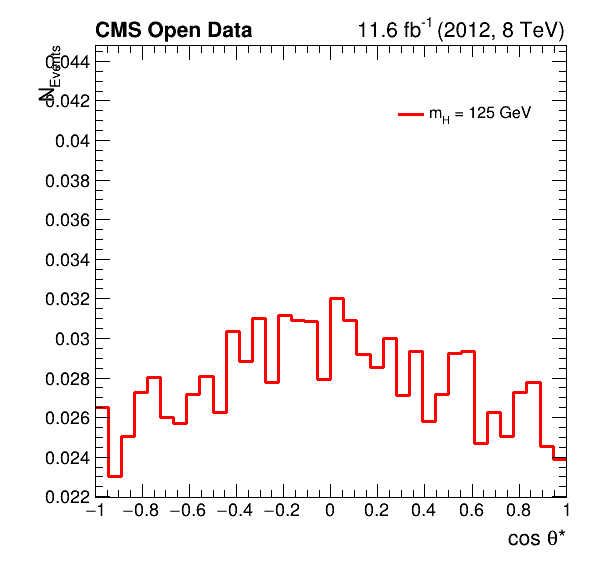 CMS Open Data 11.6 fb-1 (2012, 8 TeV)
NEvents
0.044
0.042
mH = 125 GeV
0.04
0.038
0.036
0.034
0.032
0.03
0.028
0.026
0.024
0.022
−1 −0.8 −0.6 −0.4 −0.2 0 0.2 0.4 0.6 0.8 1
cos θ*